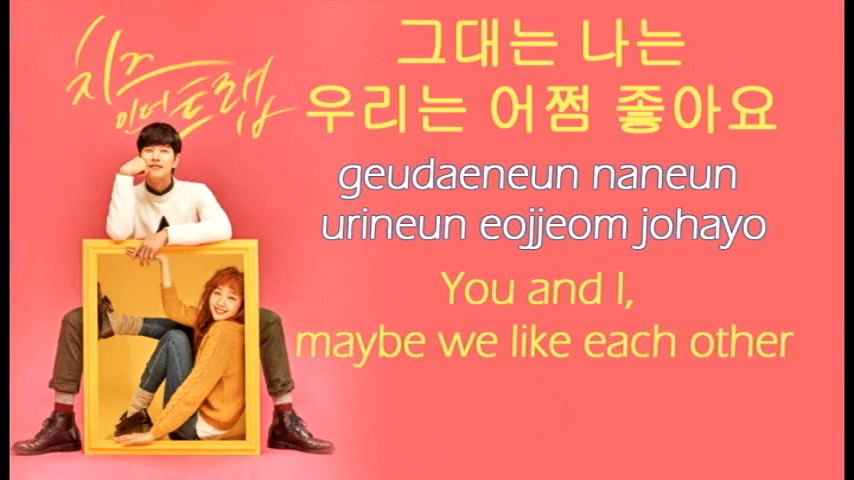 치즈
인더트랩
그대는 나는
우리는 어쩜 좋아요
geudaeneun naneun
urineun eojjeom johayo
You and I,
maybe we like each other